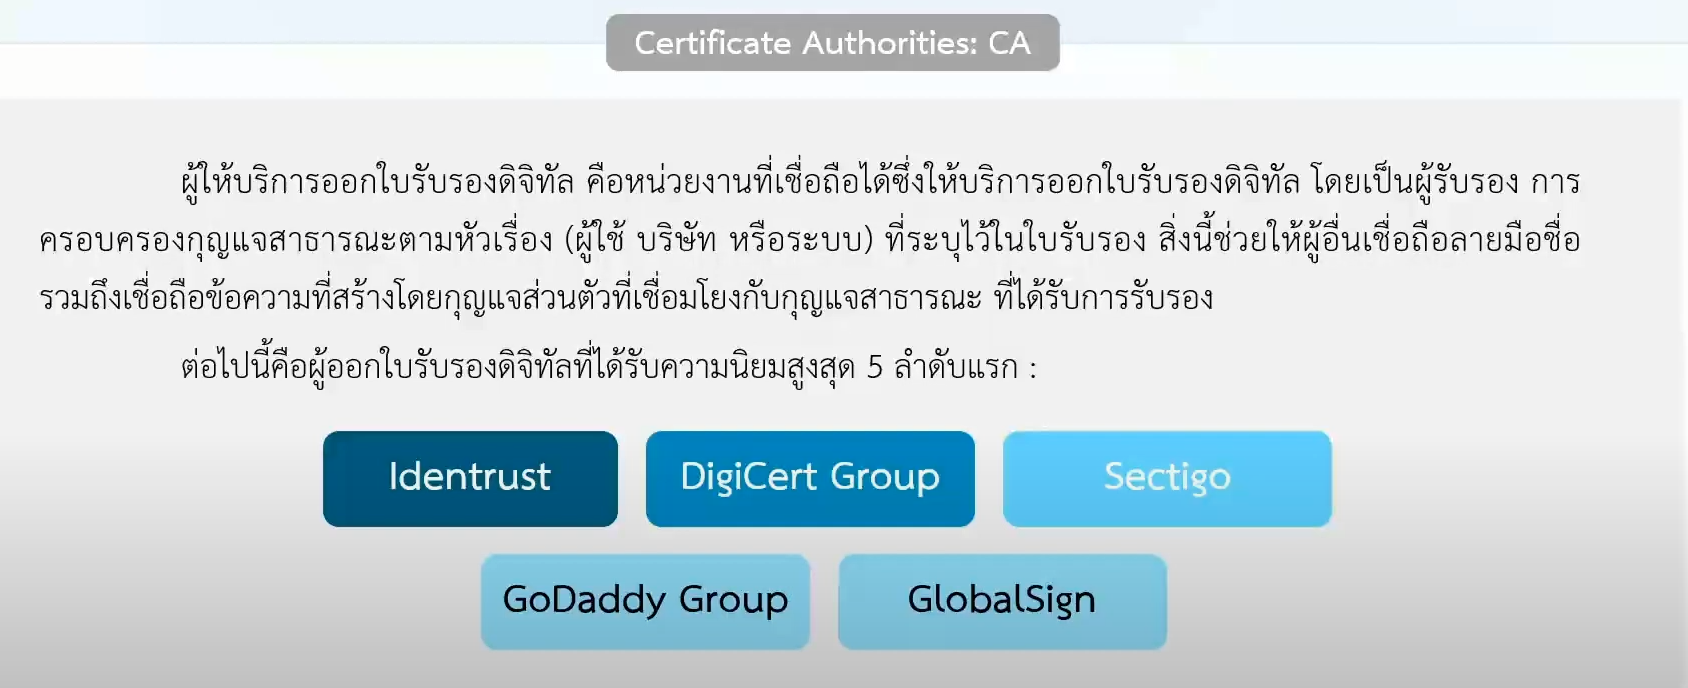 Certificate Authorities: CA
ผู้ให้บริการออกใบรับรองดิจิทัล คือหน่วยงานที่เชื่อถือได้ซึ่งให้บริการออกใบรับรองดิจิทัล โดยเป็นผู้รับรอง การ
ครอบครองกุญแจสาธารณะตามหัวเรื่อง (ผู้ใช้ บริษัท หรือระบบ) ที่ระบุไว้ในใบรับรอง สิ่งนี้ช่วยให้ผู้อื่นเชื่อถือลายมือชื่อ
รวมถึงเชื่อถือข้อความที่สร้างโดยกุญแจส่วนตัวที่เชื่อมโยงกับกุญแจสาธารณะ ที่ได้รับการรับรอง
ต่อไปนี้คือผู้ออกใบรับรองดิจิทัลที่ได้รับความนิยมสูงสุด 5 ลำดับแรก :
Identrust DigiCert Group Sectigo
GoDaddy Group GlobalSign